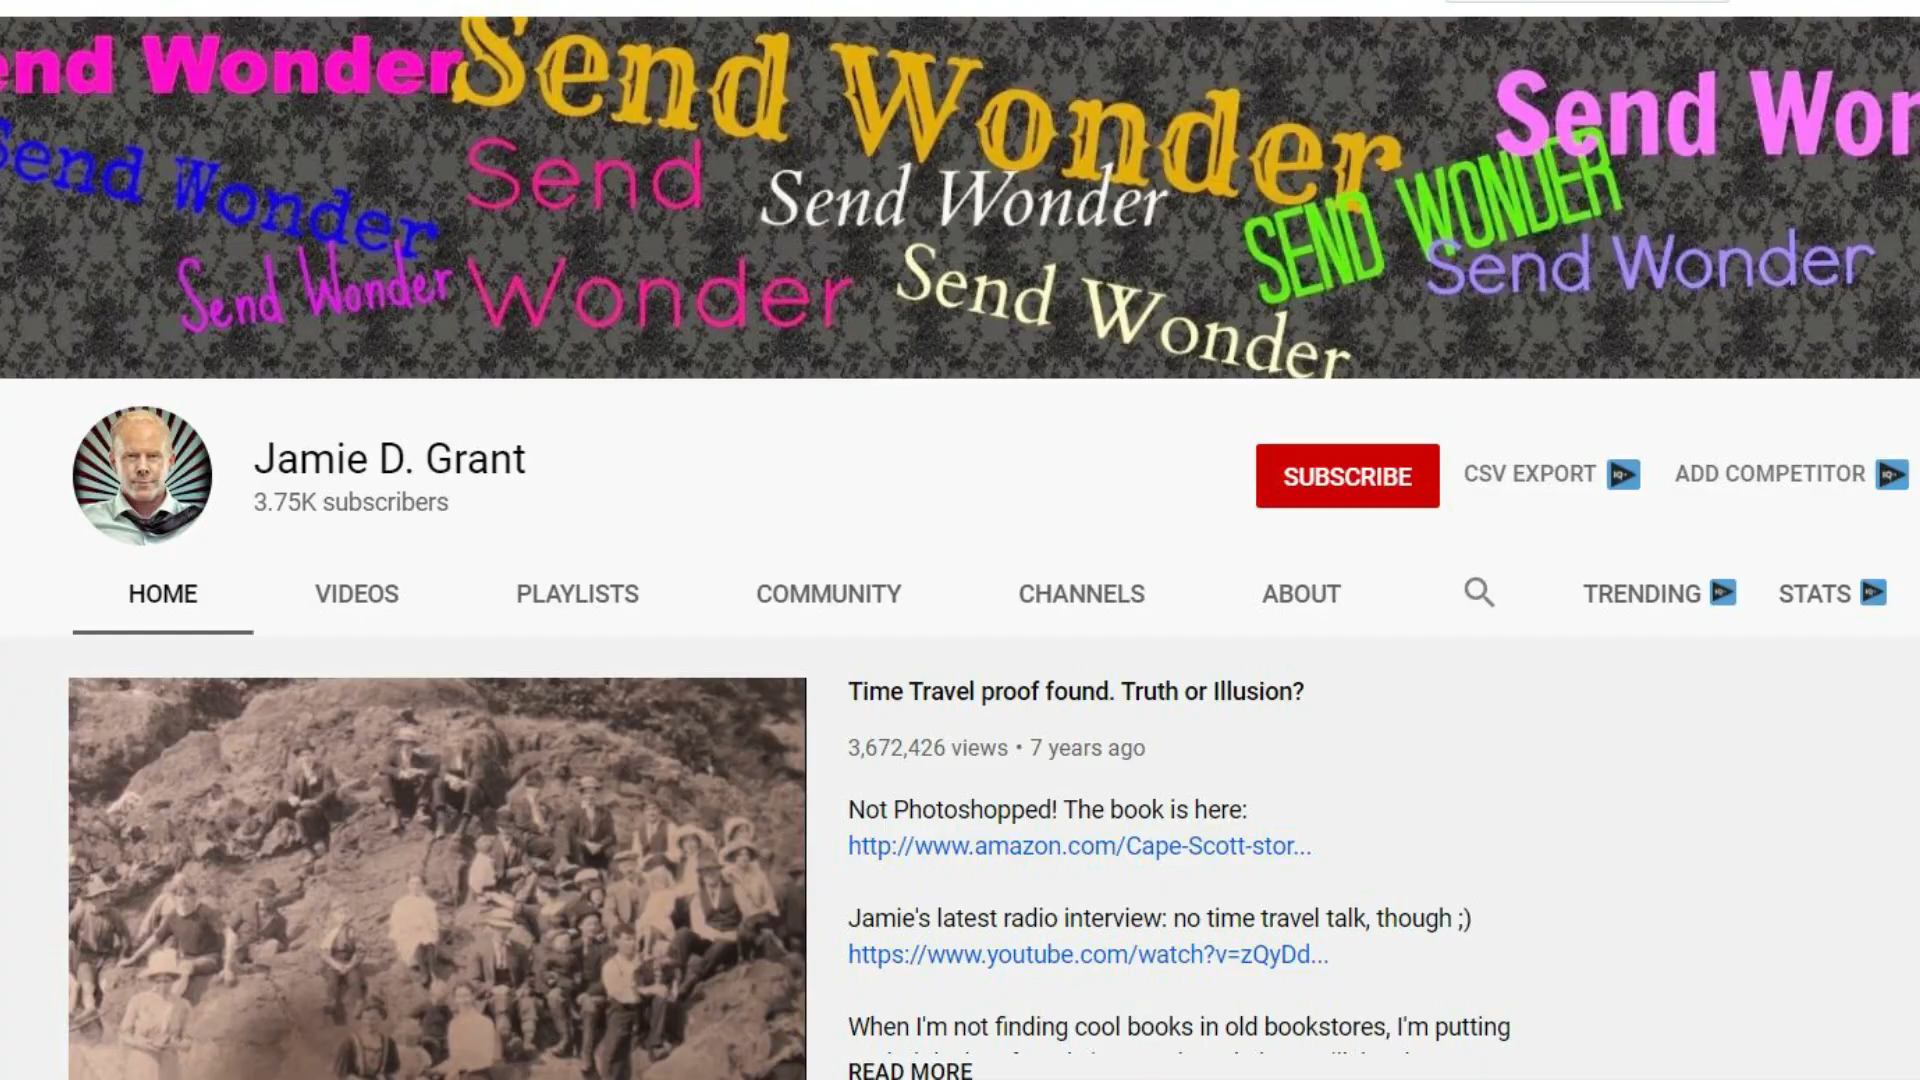 end Wonder
Send Wonder
Send Wor
Send Wonder
Send
Wonder
Send Wonder
SEND WONDER
Send Wonder
Send Wonder
Send Wonder
Jamie D. Grant
3.75K subscribers
SUBSCRIBE
CSV EXPORT
ADD COMPETITOR
HOME
VIDEOS
PLAYLISTS
COMMUNITY
CHANNELS
ABOUT
TRENDING
STATS
Time Travel proof found. Truth or Illusion?
3,672,426 views • 7 years ago
Not Photoshopped! The book is here:
http://www.amazon.com/Cape-Scott-stor...
Jamie's latest radio interview: no time travel talk, though ;)
https://www.youtube.com/watch?v=zQyDd...
When I'm not finding cool books in old bookstores, I'm putting
READ MORE